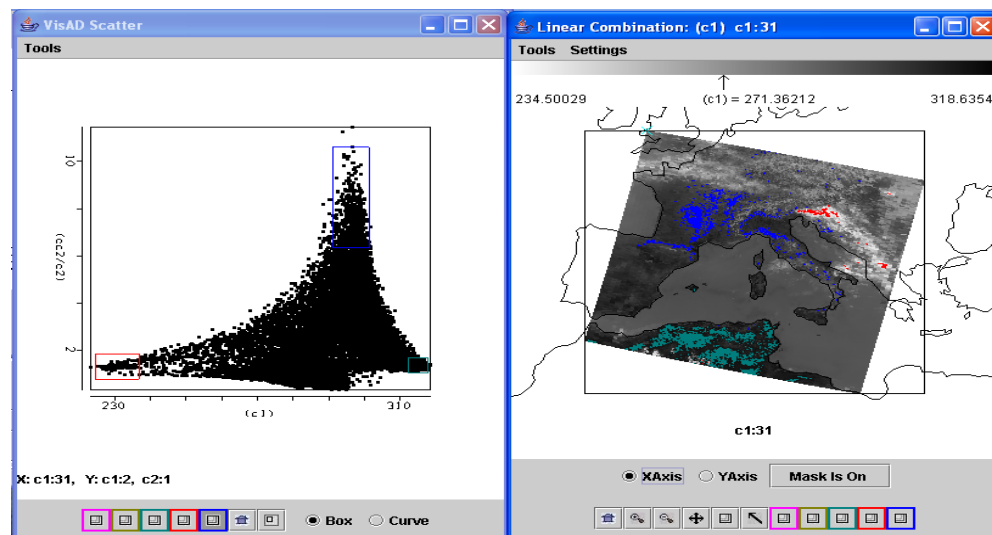 VisAD Scatter
Tools
10
(c2/c2)
2
230
310
(c1)
X: c1:31, Y: c1:2, c2:1
Box
Curve
Linear Combination: (c1) c1:31
Tools Settings
234.50029
(c1) = 271.36212
318.6354
c1:31
XAxis
YAxis
Mask Is On